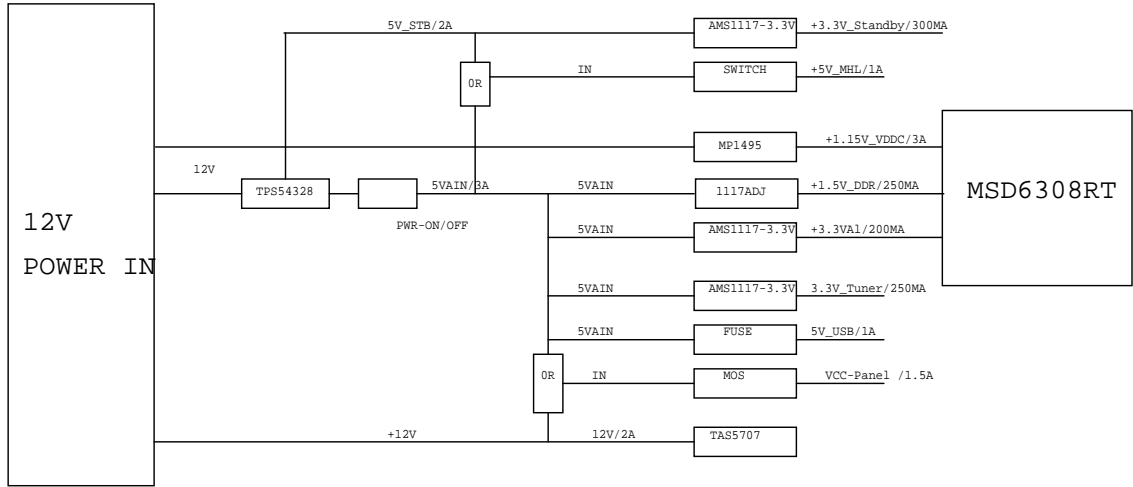 5V_STB/2A
AMS1117-3.3V
+3.3V_Standby/300MA
0R
IN
SWITCH
+5V_MHL/1A
MP1495
+1.15V_VDDC/3A
12V
TPS54328
5VAIN/3A
5VAIN
1117ADJ
+1.5V_DDR/250MA
MSD6308RT
PWR-ON/OFF
12V
POWER IN
5VAIN
AMS1117-3.3V
+3.3VA1/200MA
5VAIN
AMS1117-3.3V
3.3V_Tuner/250MA
5VAIN
FUSE
5V_USB/1A
0R
IN
MOS
VCC-Panel /1.5A
+12V
12V/2A
TAS5707